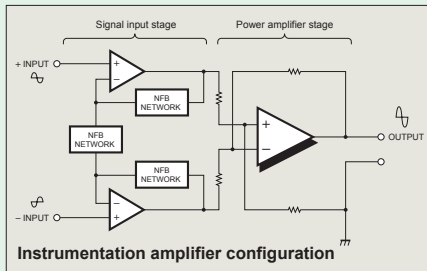 Signal input stage
Power amplifier stage
+ INPUT
+
−
NFB
NETWORK
NFB
NETWORK
NFB
NETWORK
− INPUT
−
+
+
−
OUTPUT
Instrumentation amplifier configuration